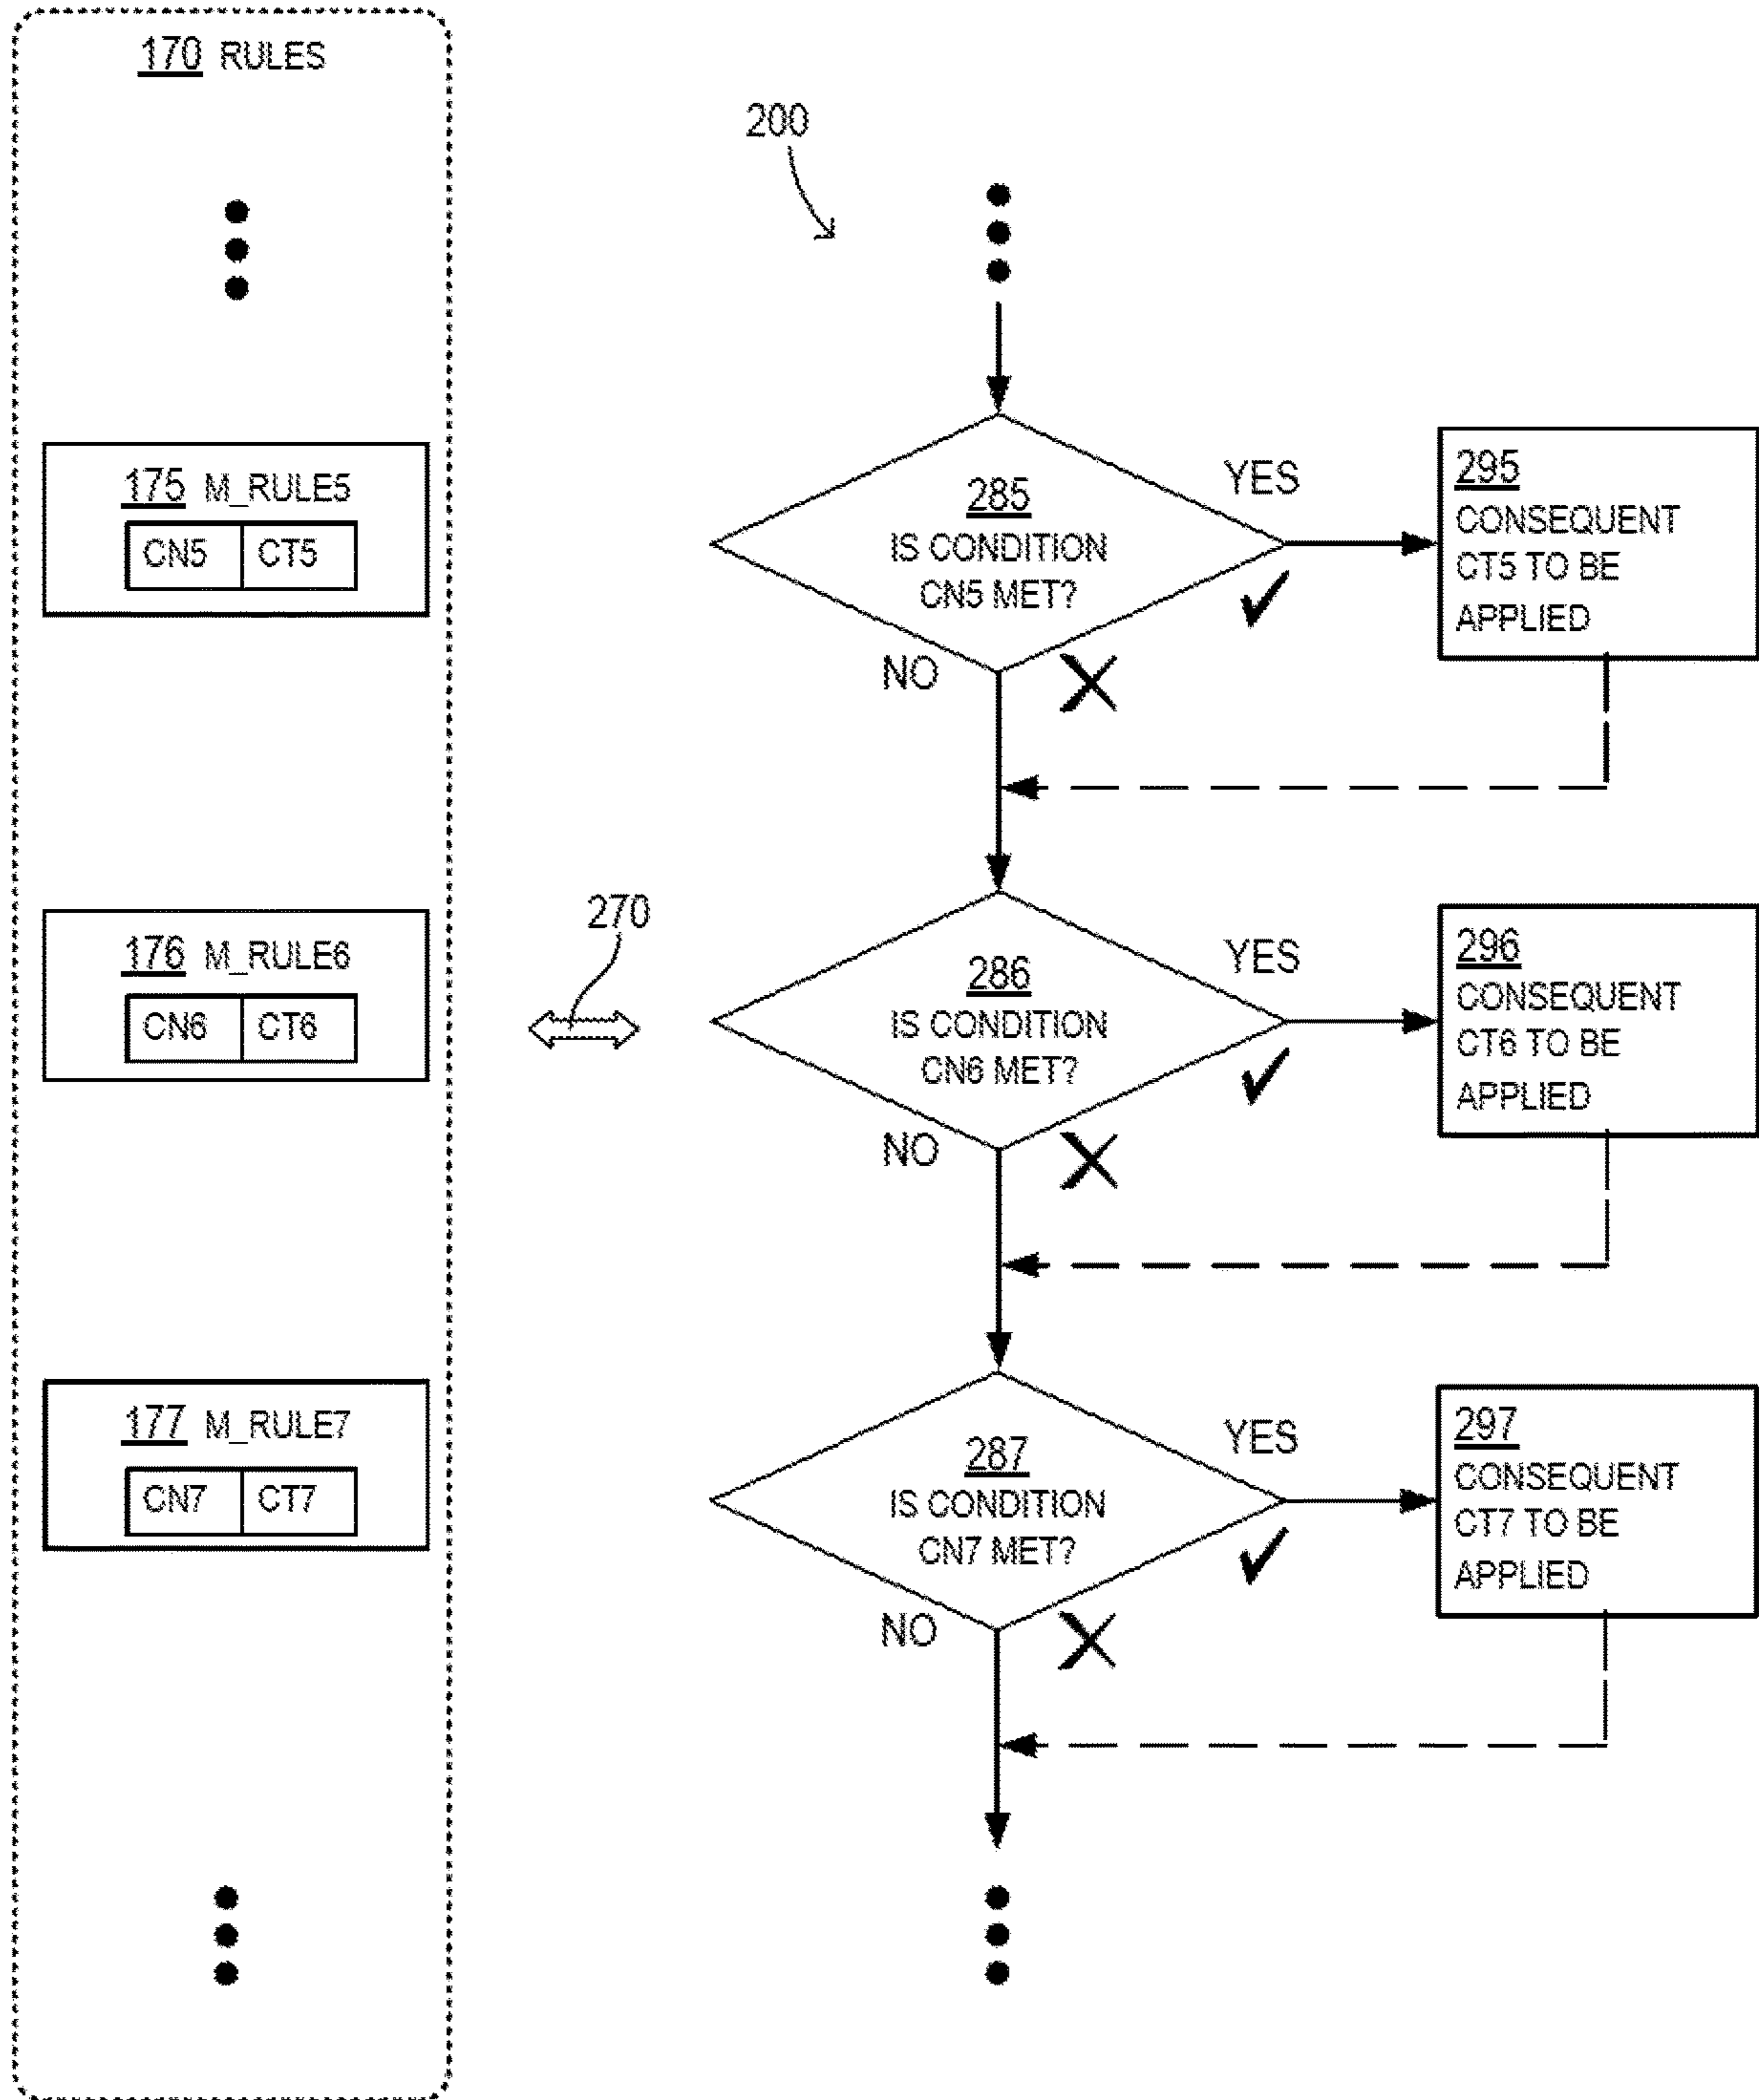 170 RULES
200
175 M_RULE5
CN5 CT5
285
IS CONDITION
CN5 MET?
YES
NO
295
CONSEQUENT
CT5 TO BE
APPLIED
270
176 M_RULE6
CN6 CT6
286
IS CONDITION
CN6 MET?
YES
NO
296
CONSEQUENT
CT6 TO BE
APPLIED
177 M_RULE7
CN7 CT7
287
IS CONDITION
CN7 MET?
YES
NO
297
CONSEQUENT
CT7 TO BE
APPLIED